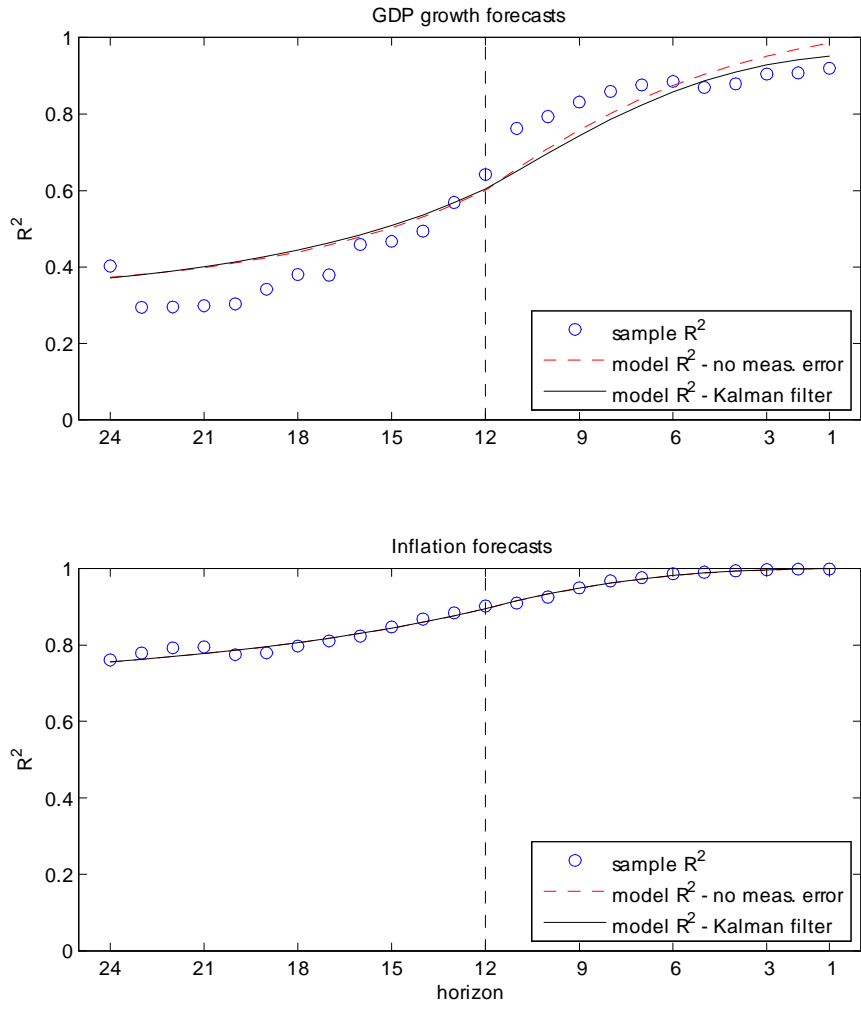 GDP growth forecasts
1
0.8
0.6
0.4
0.2
0
R²
24 21 18 15 12 9 6 3 1
sample R²
model R² - no meas. error
model R² - Kalman filter
Inflation forecasts
1
0.8
0.6
0.4
0.2
0
R²
24 21 18 15 12 9 6 3 1
horizon
sample R²
model R² - no meas. error
model R² - Kalman filter